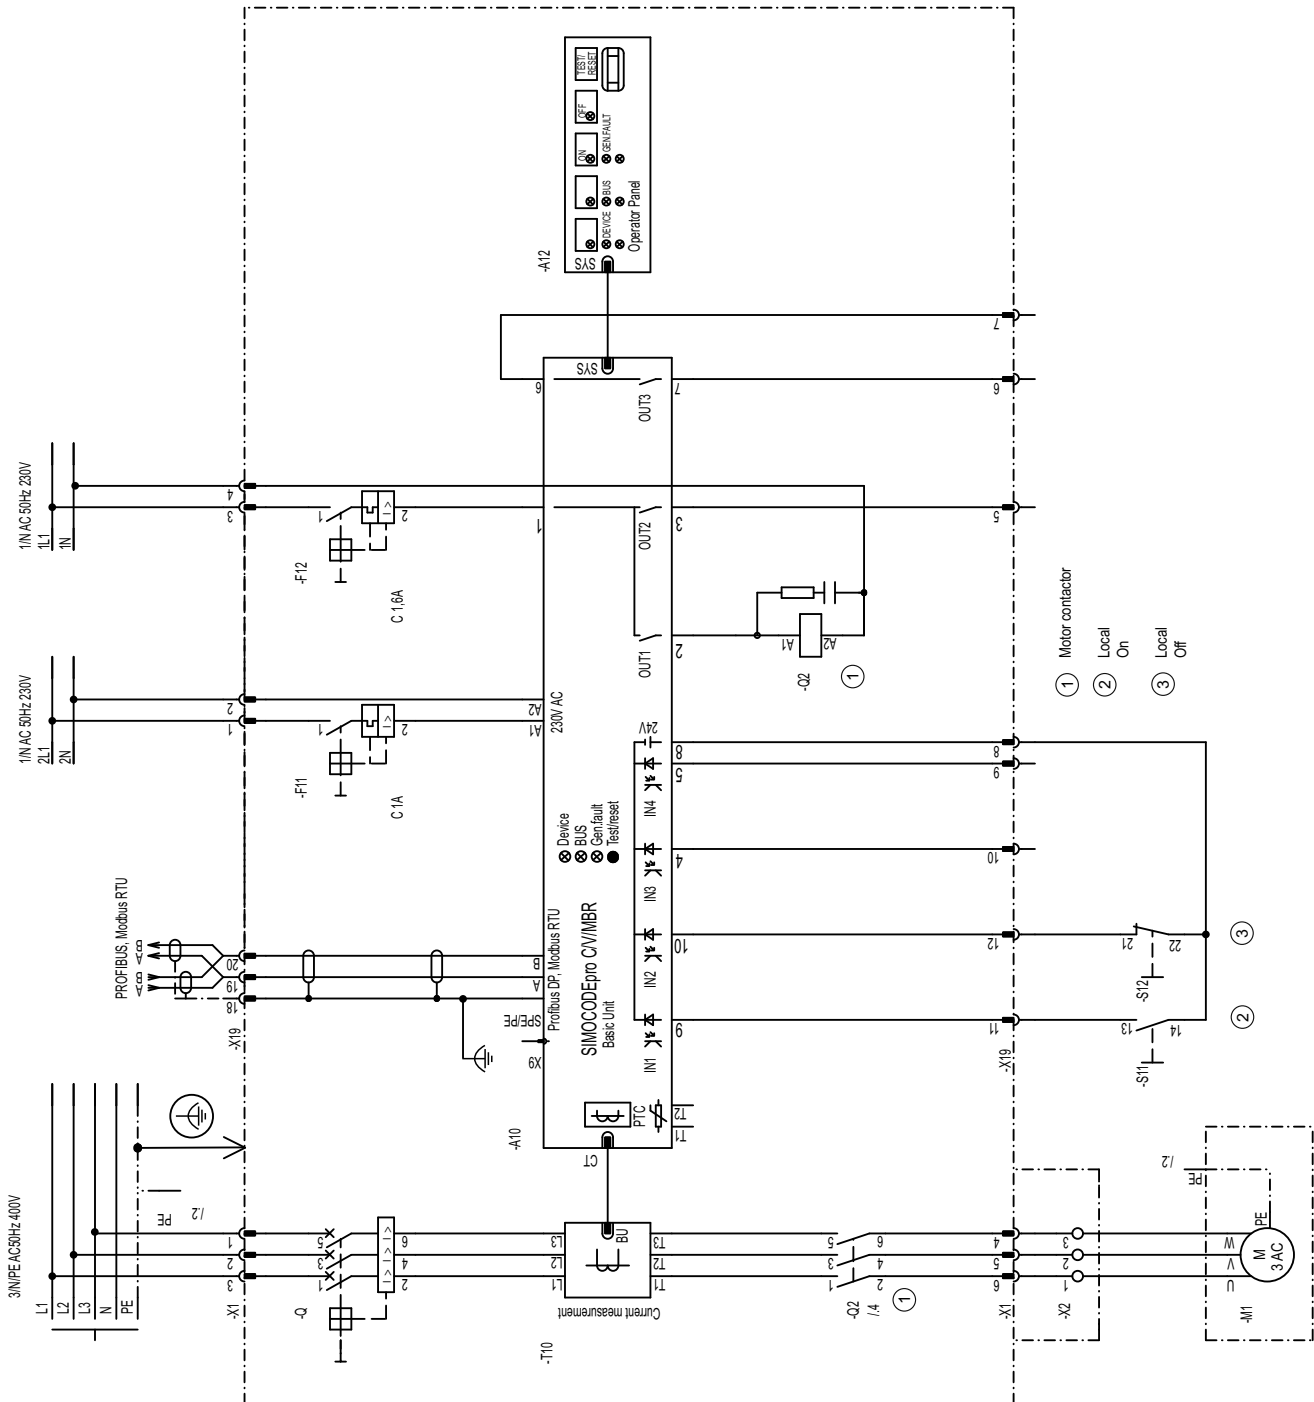 3/N/PE AC50Hz 400V
L1
L2
L3
N
PE
PE
/.2
-X1
3
2
1
-Q
1
3
5
2
4
6
I >
I >
I >
-T10
L1
L2
L3
BU
Current measurement
T1
T2
T3
-Q2
/.4
1
3
5
2
4
6
1
-X1
6
5
4
-X2
1
2
3
U
V
W
PE
M
3 AC
-M1
PE
/.2
PROFIBUS, Modbus RTU
A
B
A
B
-X19
18
19
20
-A10
CT
X9
SPE/PE
A
B
Profibus DP, Modbus RTU
SIMOCODEpro C/V/MBR
Basic Unit
PTC
T1
T2
Device
BUS
Gen.fault
Test/reset
IN1
IN2
IN3
IN4
24V
9
10
4
5
8
-X19
11
12
10
9
8
-S11
13
14
2
-S12
21
22
3
1/N AC 50Hz 230V
2L1
2N
1
2
-F11
1
2
I >
C 1A
A1
A2
230V AC
1/N AC 50Hz 230V
1L1
1N
3
4
-F12
1
2
I >
C 1,6A
1
6
SYS
OUT1
OUT2
OUT3
2
3
7
-Q2
A1
A2
1
5
6
7
-A12
SYS
DEVICE
BUS
GEN.FAULT
ON
OFF
TEST/
RESET
Operator Panel
1
Motor contactor
2
Local
On
3
Local
Off